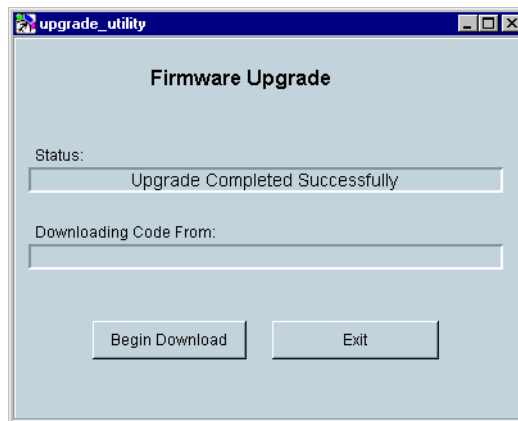 upgrade_utility
Firmware Upgrade
Status:
Upgrade Completed Successfully
Downloading Code From:
Begin Download
Exit